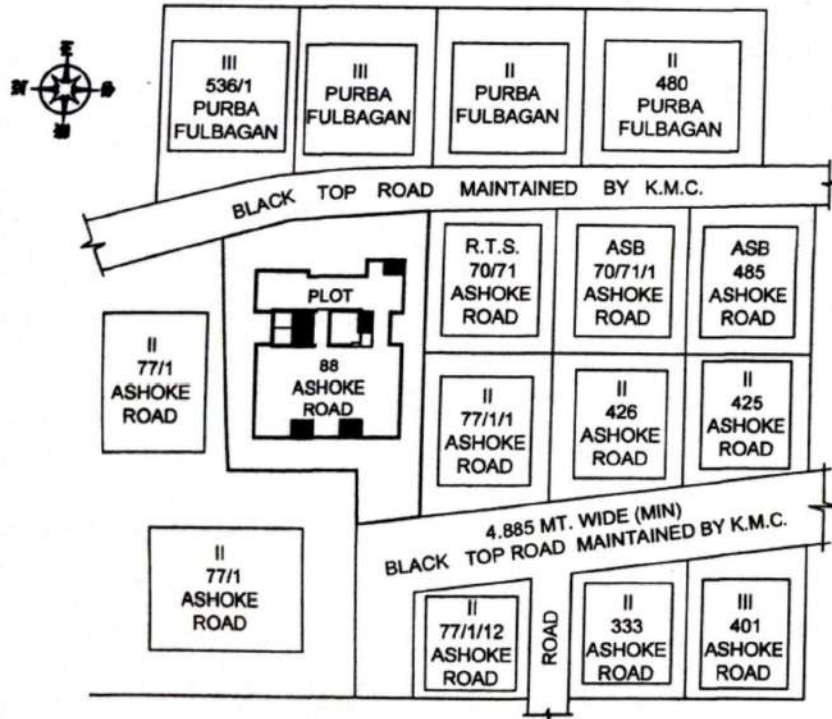 III
536/1
PURBA
FULBAGAN
III
PURBA
FULBAGAN
II
PURBA
FULBAGAN
II
480
PURBA
FULBAGAN
BLACK TOP ROAD MAINTAINED BY K.M.C.
R.T.S.
70/71
ASHOKE
ROAD
ASB
70/71/1
ASHOKE
ROAD
ASB
485
ASHOKE
ROAD
PLOT
88
ASHOKE
ROAD
II
77/1
ASHOKE
ROAD
II
77/1/1
ASHOKE
ROAD
II
426
ASHOKE
ROAD
II
425
ASHOKE
ROAD
4.885 MT. WIDE (MIN)
BLACK TOP ROAD MAINTAINED BY K.M.C.
II
77/1
ASHOKE
ROAD
II
77/1/12
ASHOKE
ROAD
ROAD
II
333
ASHOKE
ROAD
III
401
ASHOKE
ROAD